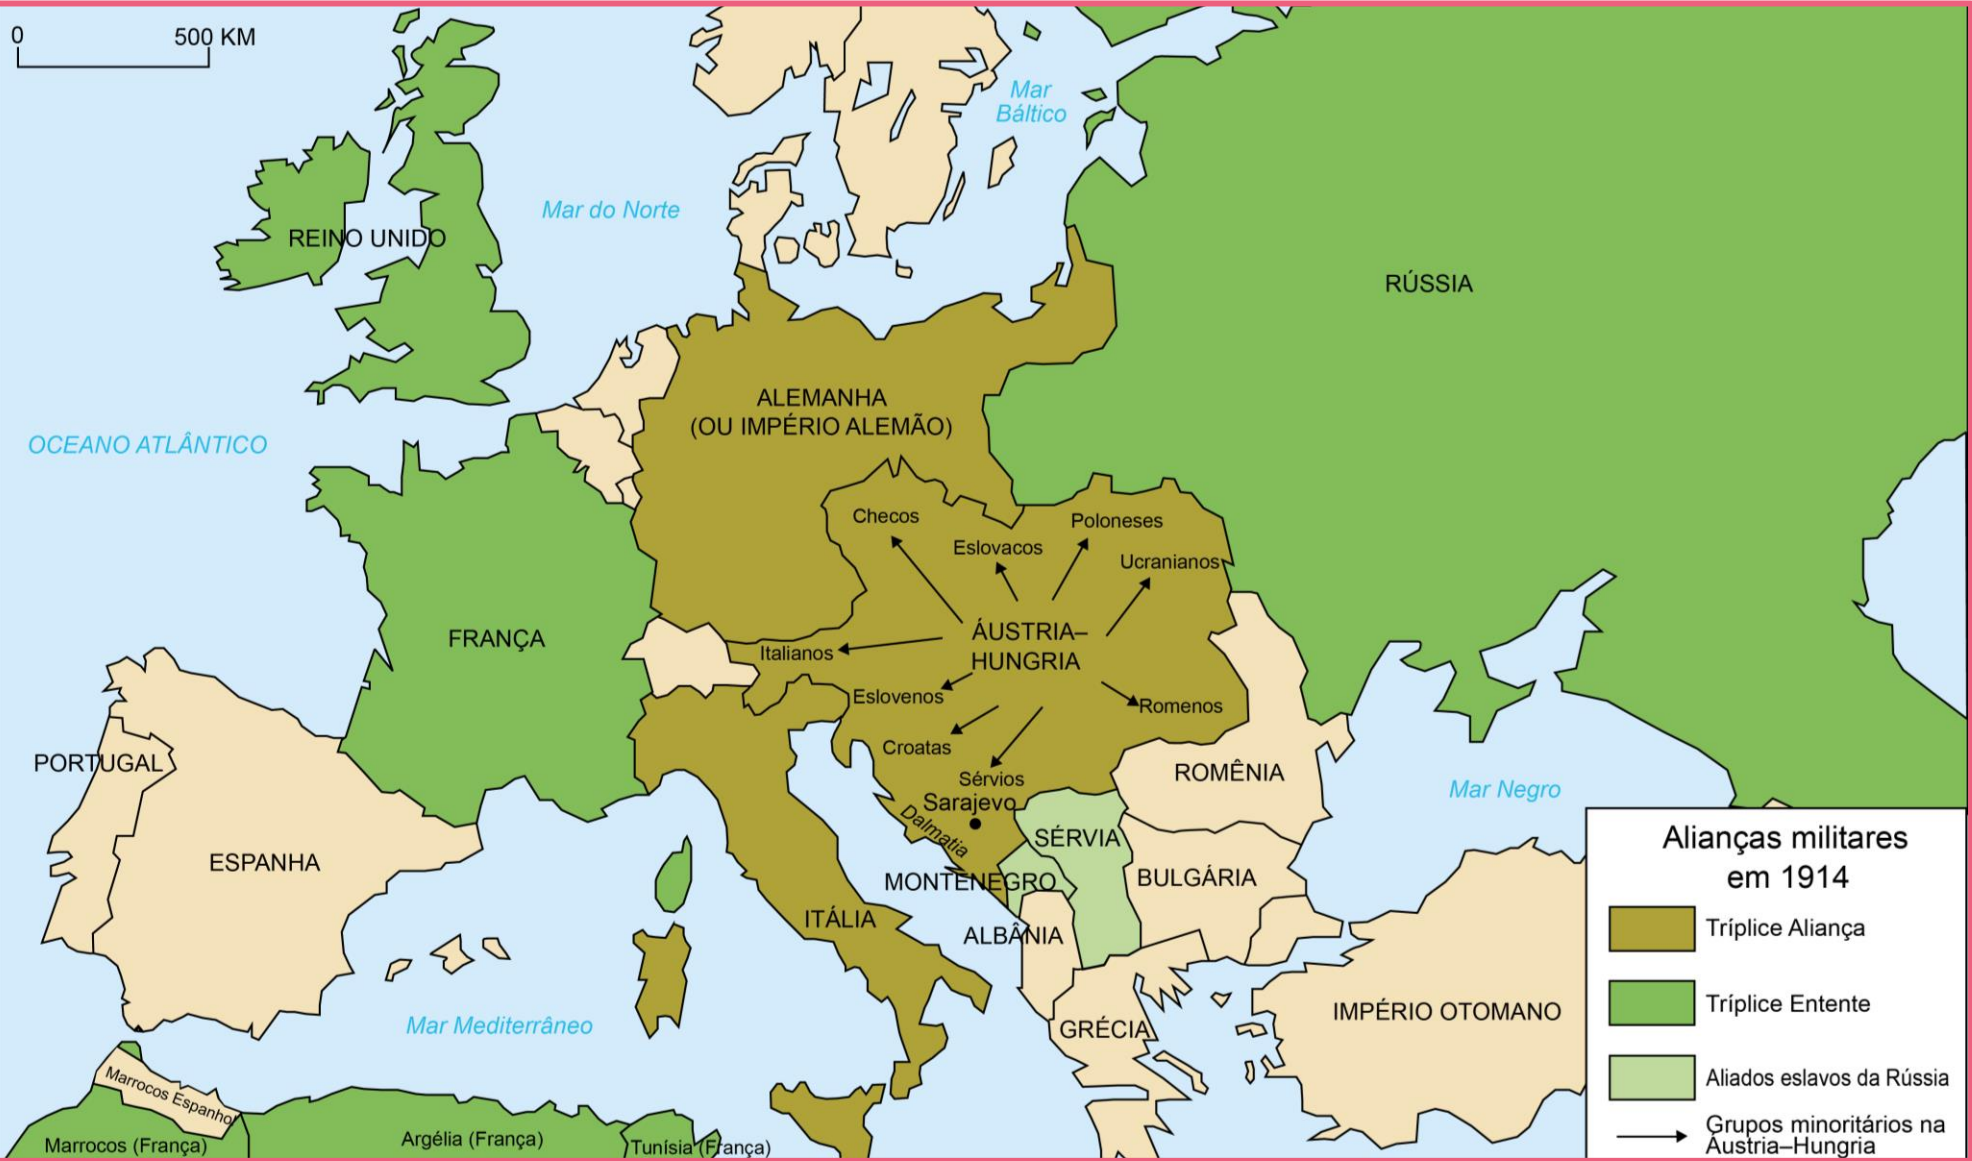 0 500 KM
Mar
Báltico
Mar do Norte
REINO UNIDO
RÚSSIA
ALEMANHA
(OU IMPÉRIO ALEMÃO)
OCEANO ATLÂNTICO
Checos
Poloneses
Eslovacos
Ucranianos
FRANÇA
ÁUSTRIA–
HUNGRIA
Italianos
Eslovenos
Romenos
Croatas
PORTUGAL
ROMÊNIA
Sérvios
Sarajevo
Mar Negro
Dalmatia
SÉRVIA
ESPANHA
MONTENEGRO
BULGÁRIA
ITÁLIA
ALBÂNIA
IMPÉRIO OTOMANO
Mar Mediterrâneo
GRÉCIA
Marrocos Espanhol
Marrocos (França)
Argélia (França)
Tunísia (França)
Alianças militares
em 1914
Tríplice Aliança
Tríplice Entente
Aliados eslavos da Rússia
Grupos minoritários na
Áustria–Hungria